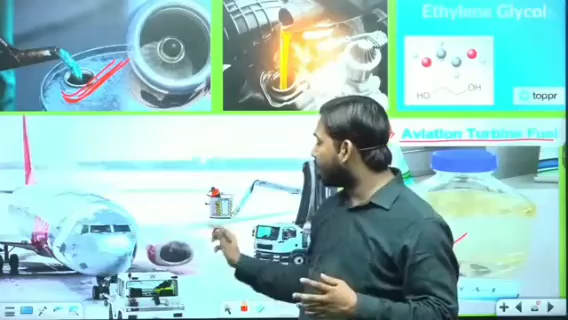 Ethylene Glycol
HO
OH
toppr
Aviation Turbine Fuel